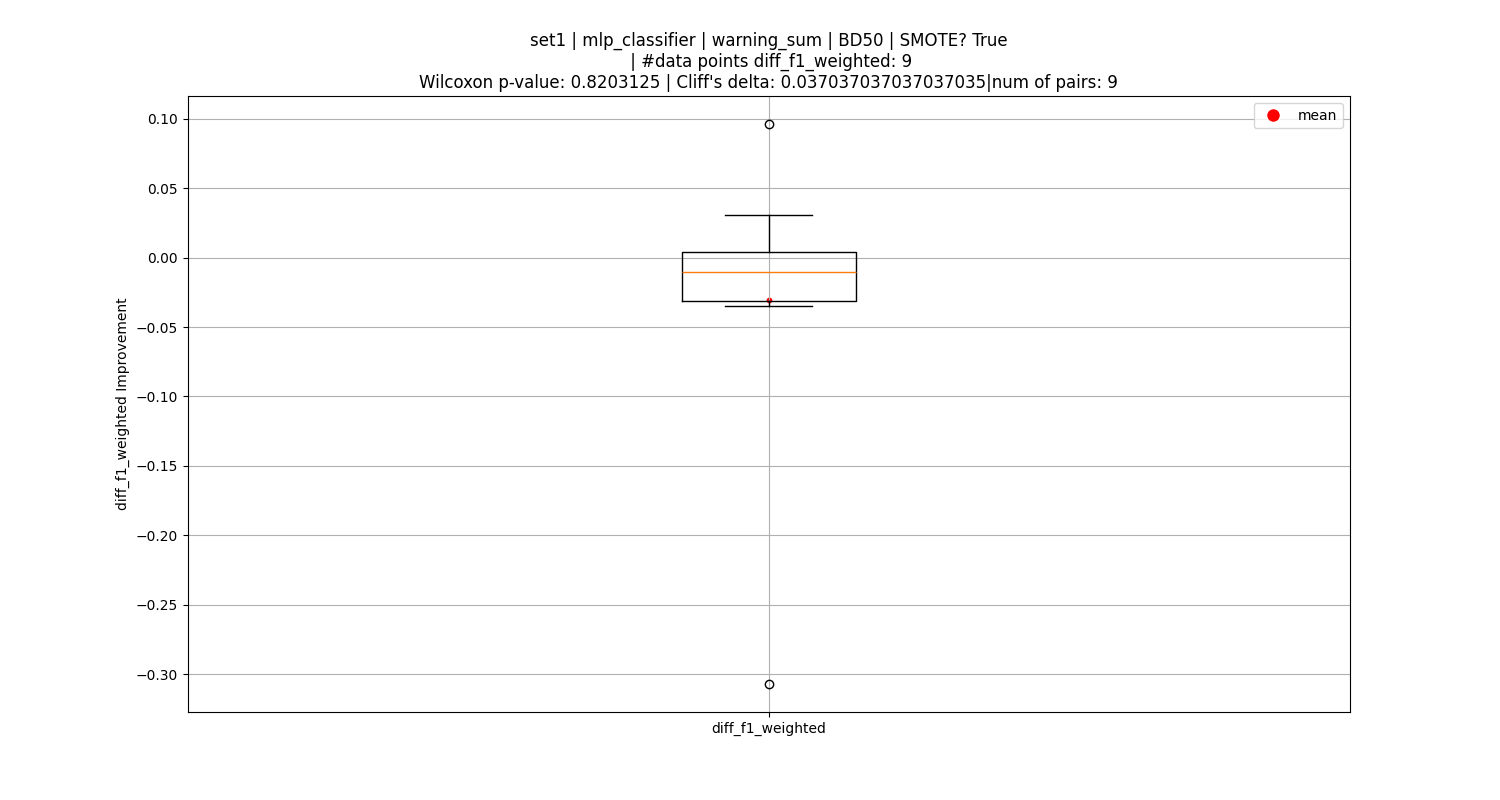 set1 | mlp_classifier | warning_sum | BD50 | SMOTE? True
| #data points diff_f1_weighted: 9
Wilcoxon p-value: 0.8203125 | Cliff's delta: 0.037037037037037035|num of pairs: 9
mean
0.10
0.05
0.00
−0.05
−0.10
−0.15
−0.20
−0.25
−0.30
diff_f1_weighted Improvement
diff_f1_weighted